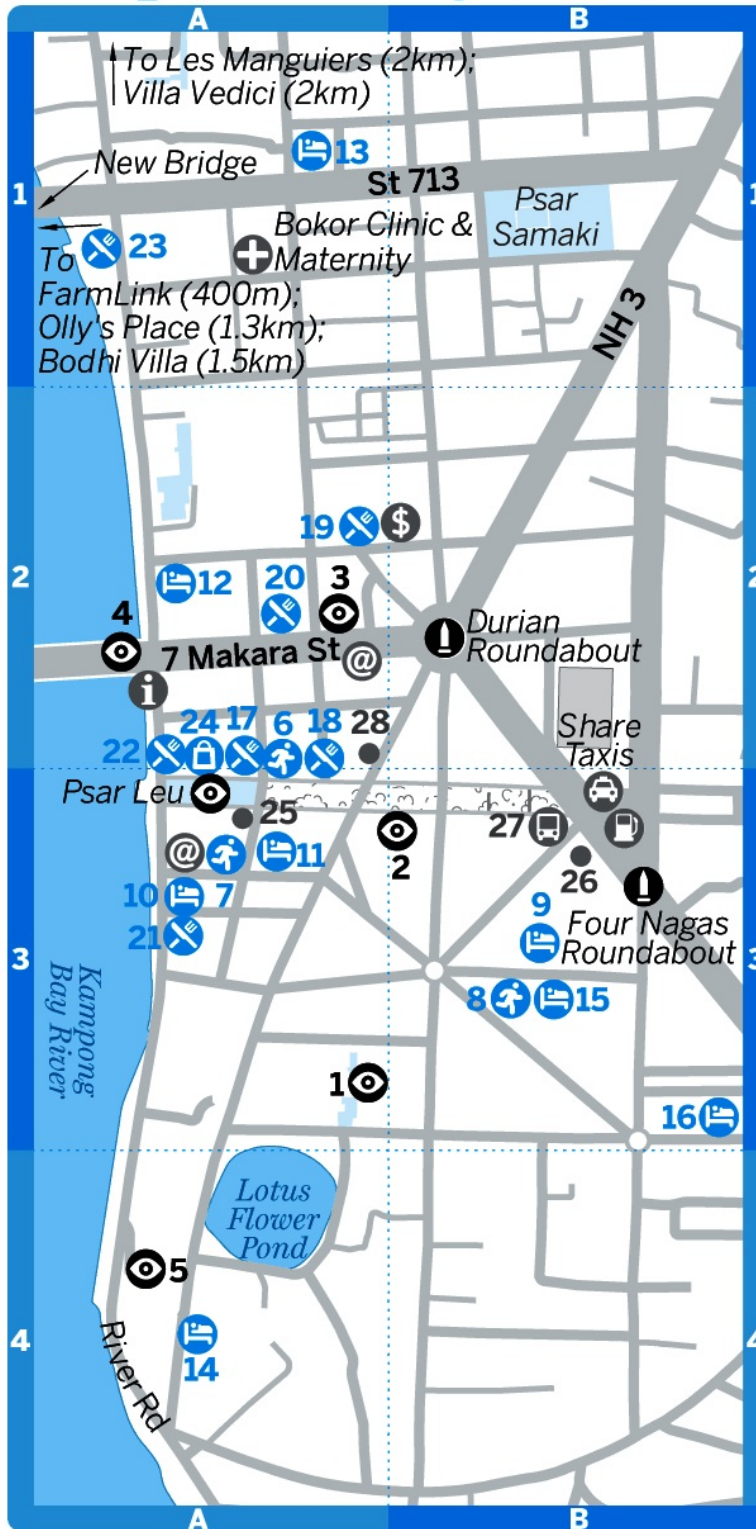 A
B
To Les Manguiers (2km);
Villa Vedici (2km)
13
New Bridge
1
St 713
1
Psar
Samaki
Bokor Clinic &
Maternity
23
To
FarmLink (400m);
Olly's Place (1.3km);
Bodhi Villa (1.5km)
NH 3
19
$
2
12
20
3
2
4
Durian
Roundabout
7 Makara St
@
i
Share
Taxis
22
24
17
6
18
28
Psar Leu
25
27
@
11
2
26
10
7
9
Four Nagas
Roundabout
21
3
3
Kampong
Bay River
8
15
1
16
Lotus
Flower
Pond
5
4
14
4
River Rd
A
B